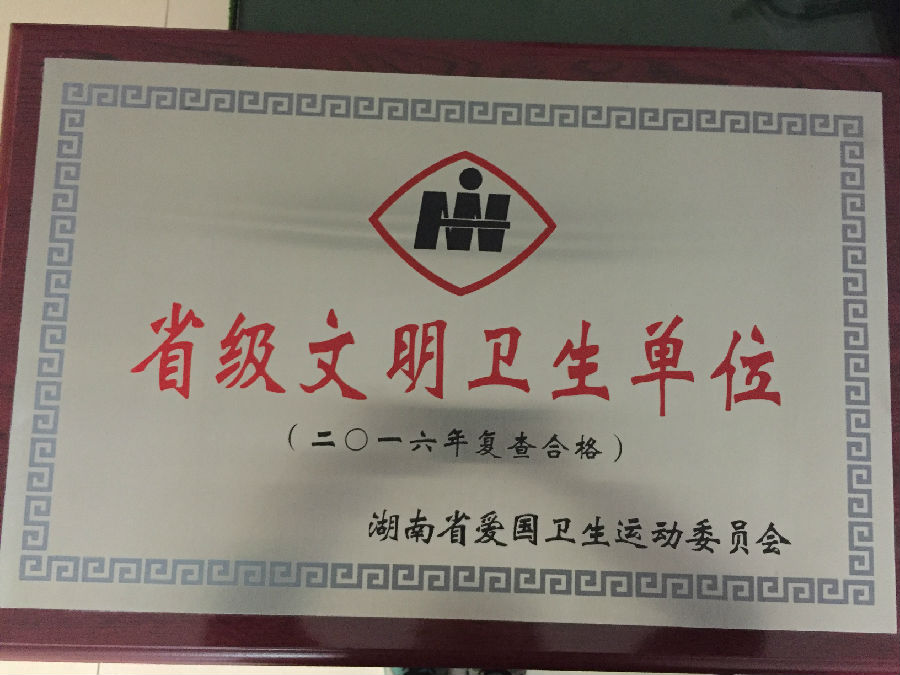 省级文明卫生单位
（二〇一六年复查合格）
湖南省爱国卫生运动委员会